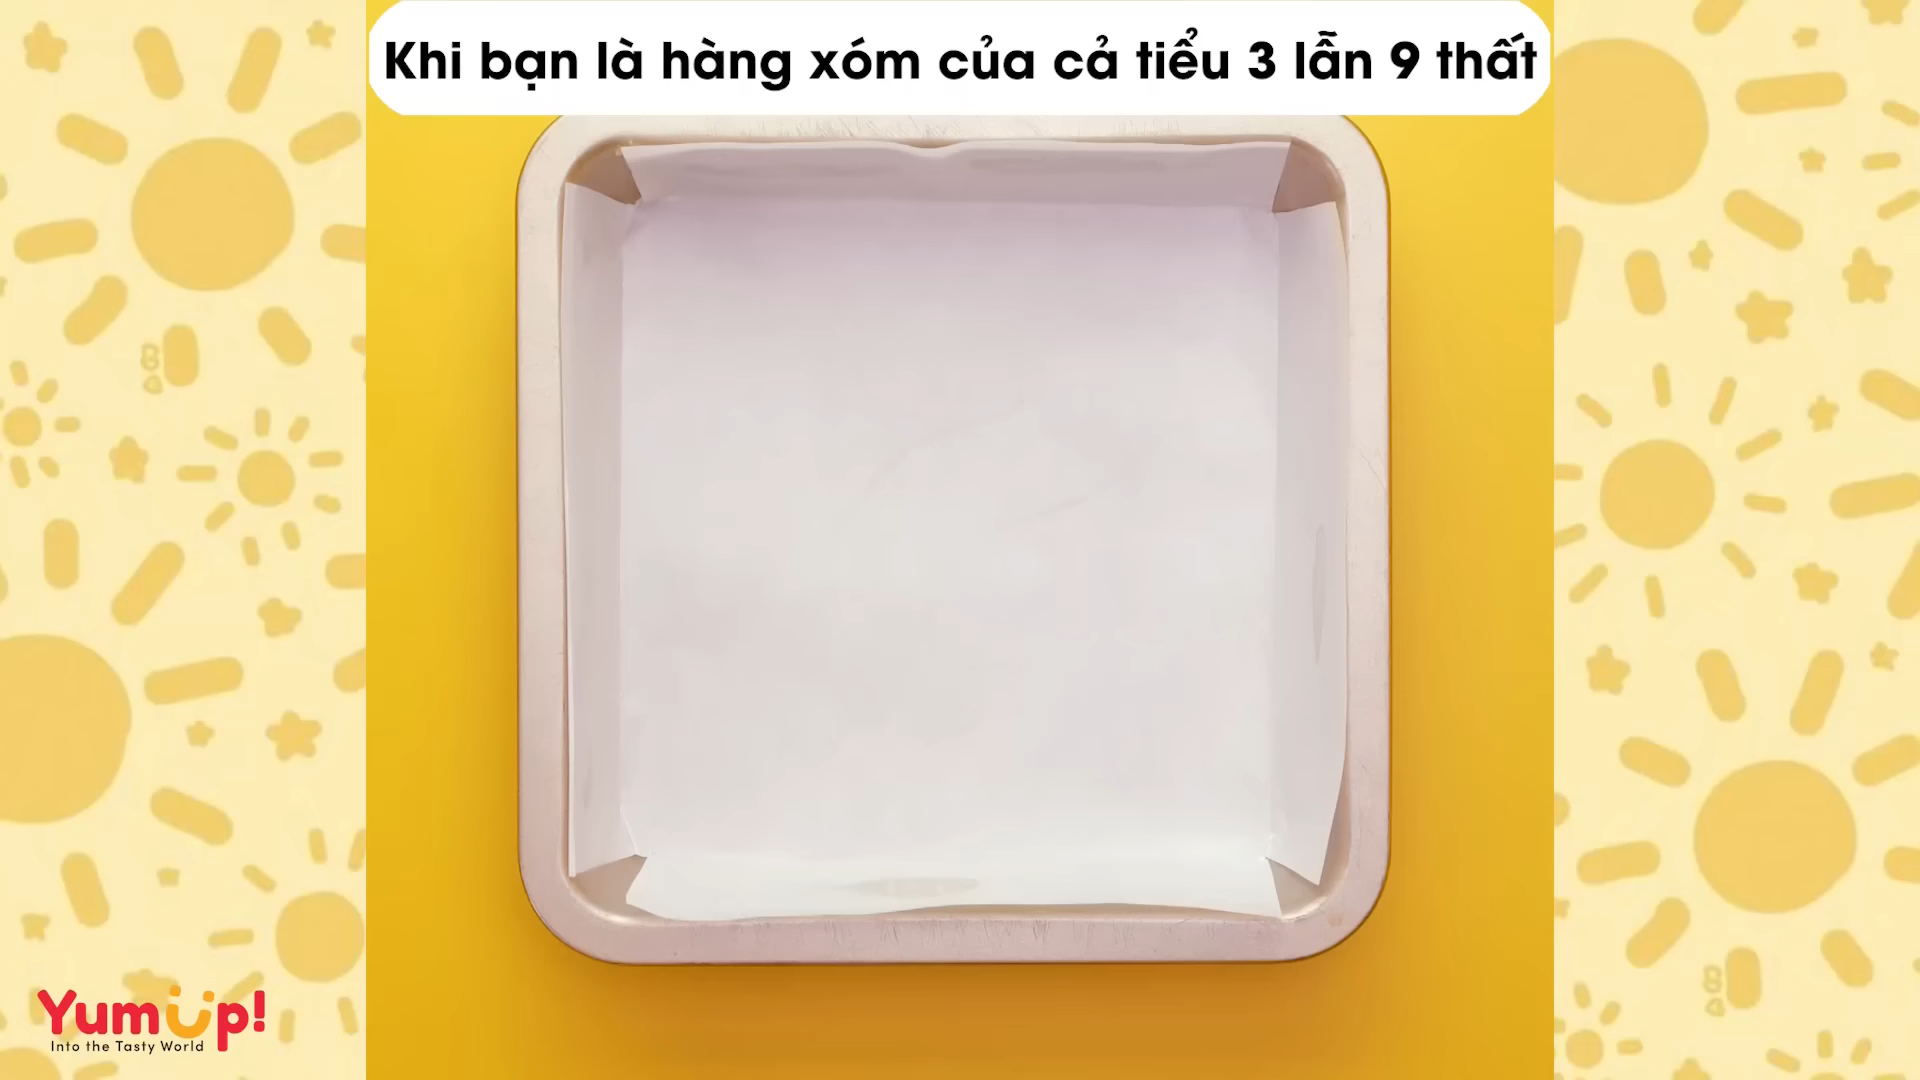 Khi bạn là hàng xóm của cả tiểu 3 lẫn 9 thất
YumUp!
Into the Tasty World